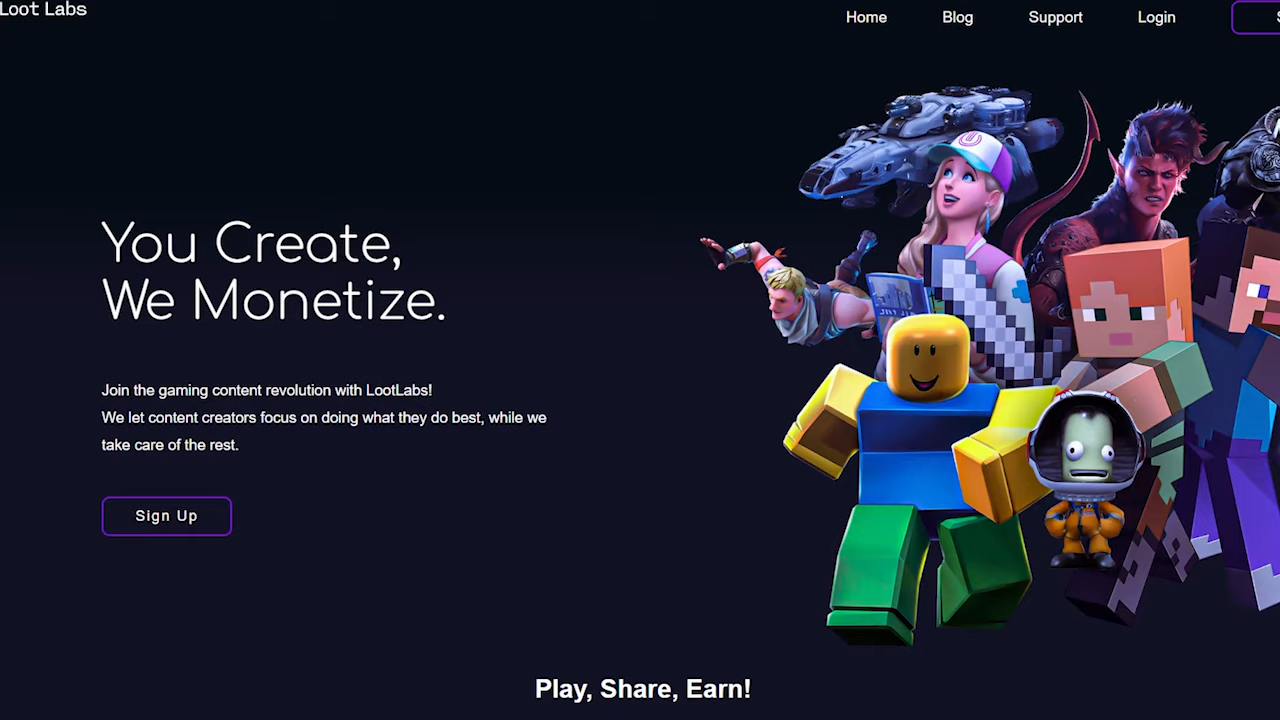 Loot Labs
Home
Blog
Support
Login
You Create,
We Monetize.
Join the gaming content revolution with LootLabs!
We let content creators focus on doing what they do best, while we
take care of the rest.
Sign Up
Play, Share, Earn!